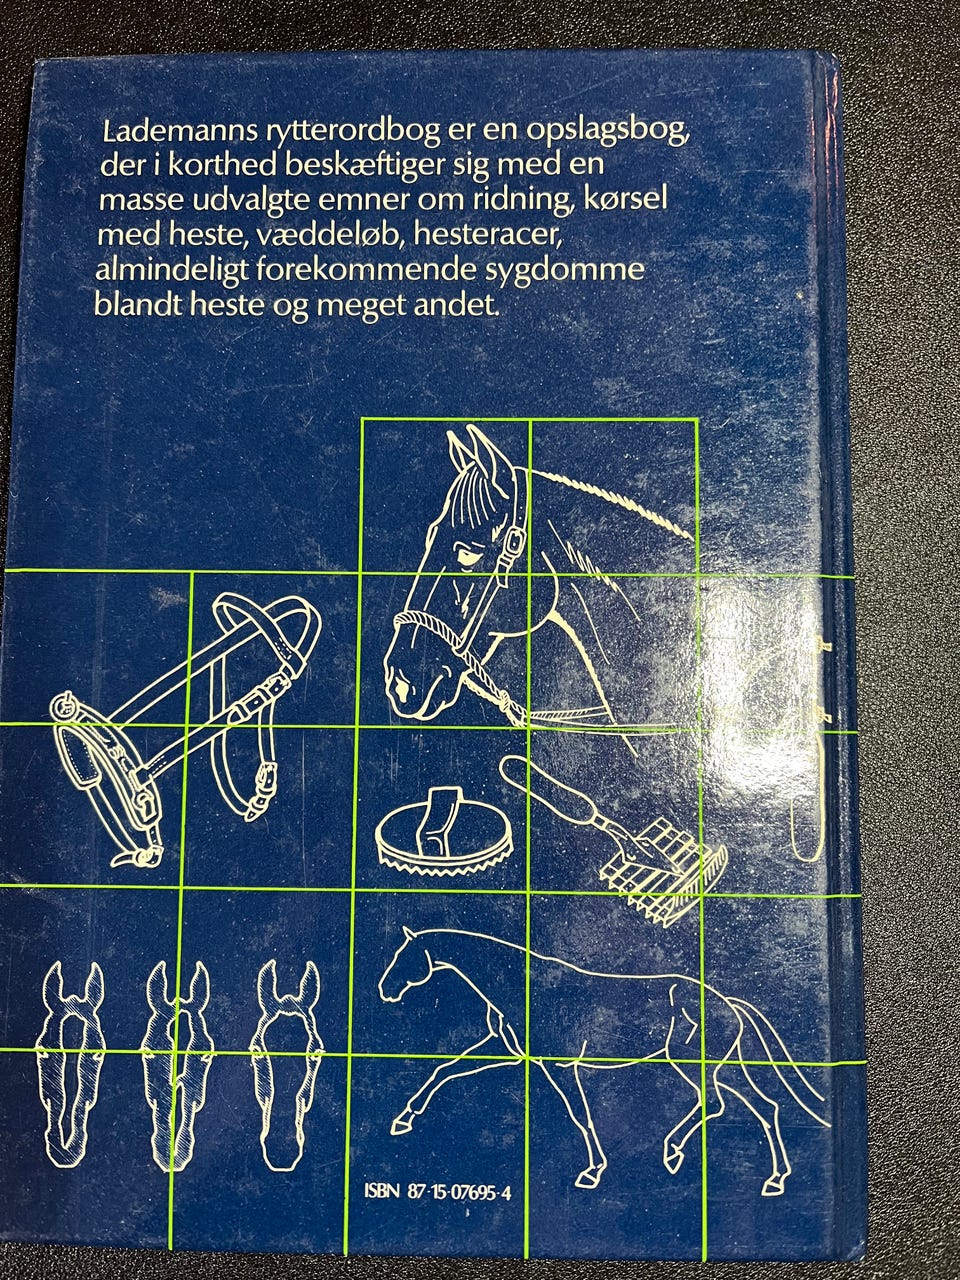 Lademanns rytterordbog er en opslagsbog,
der i korthed beskæftiger sig med en
masse udvalgte emner om ridning, kørsel
med heste, væddeløb, hesteracer,
almindeligt forekommende sygdomme
blandt heste og meget andet.
ISBN 87-15-07695-4